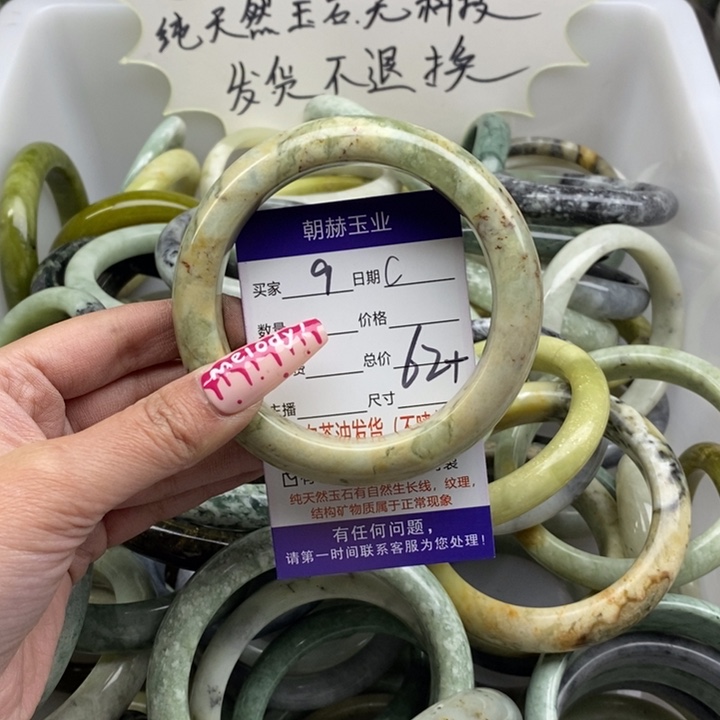 纯天然玉石.无科技
发货不退换
朝赫玉业
买家 9 日期 C
数量 价格
总价 62+
主播 尺寸
纯天然玉石有自然生长线，纹理，
结构矿物质属于正常现象
有任何问题，
请第一时间联系客服为您处理！
melody!